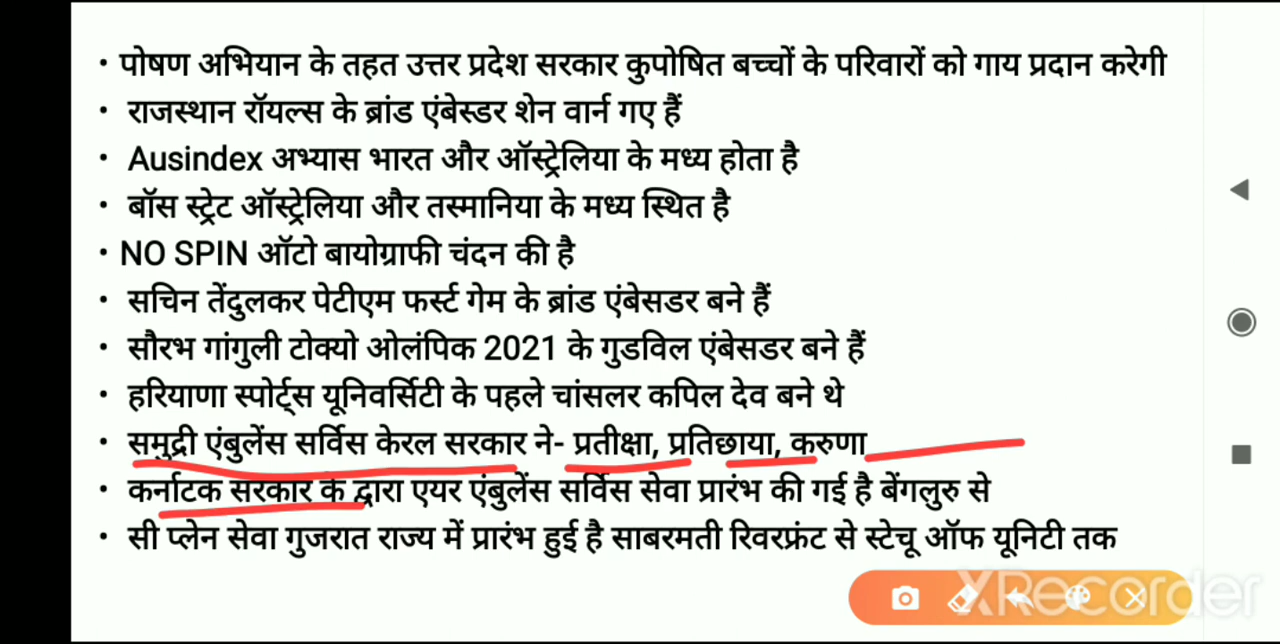 • पोषण अभियान के तहत उत्तर प्रदेश सरकार कुपोषित बच्चों के परिवारों को गाय प्रदान करेगी
• राजस्थान रॉयल्स के ब्रांड एंबेस्डर शेन वार्न गए हैं
• Ausindex अभ्यास भारत और ऑस्ट्रेलिया के मध्य होता है
• बॉस स्ट्रेट ऑस्ट्रेलिया और तस्मानिया के मध्य स्थित है
• NO SPIN ऑटो बायोग्राफी चंदन की है
• सचिन तेंदुलकर पेटीएम फर्स्ट गेम के ब्रांड एंबेसडर बने हैं
• सौरभ गांगुली टोक्यो ओलंपिक 2021 के गुडविल एंबेसडर बने हैं
• हरियाणा स्पोर्ट्स यूनिवर्सिटी के पहले चांसलर कपिल देव बने थे
• समुद्री एंबुलेंस सर्विस केरल सरकार ने- प्रतीक्षा, प्रतिछाया, करुणा
• कर्नाटक सरकार के द्वारा एयर एंबुलेंस सर्विस सेवा प्रारंभ की गई है बेंगलुरु से
• सी प्लेन सेवा गुजरात राज्य में प्रारंभ हुई है साबरमती रिवरफ्रंट से स्टेचू ऑफ यूनिटी तक
XRecorder